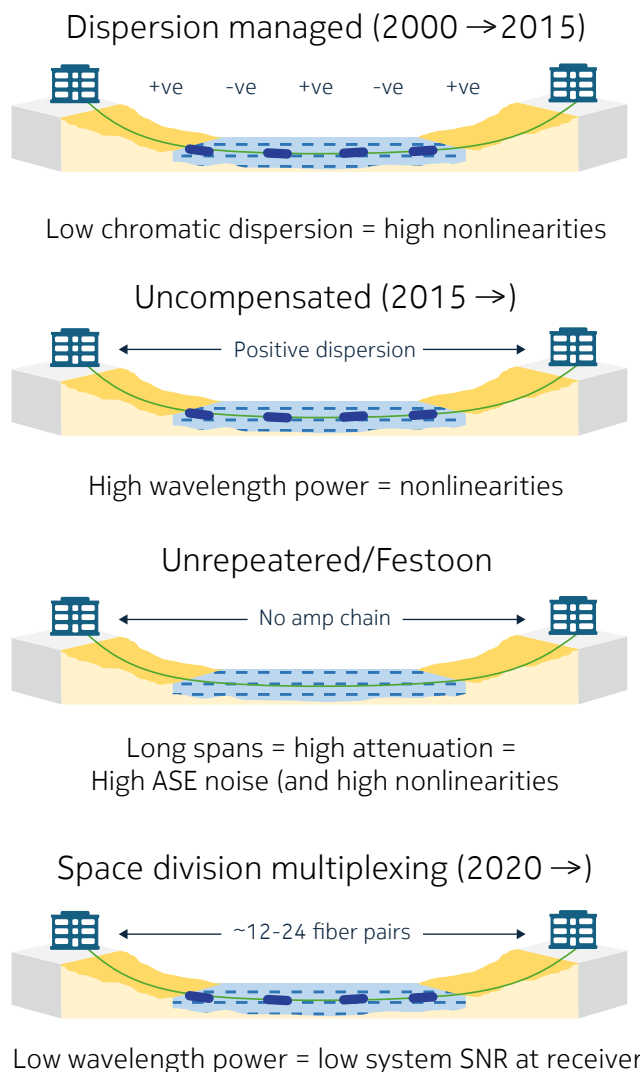 Dispersion managed (2000 →2015)
+ve -ve +ve -ve +ve
Low chromatic dispersion = high nonlinearities
Uncompensated (2015 →)
Positive dispersion
High wavelength power = nonlinearities
Unrepeatered/Festoon
No amp chain
Long spans = high attenuation =
High ASE noise (and high nonlinearities
Space division multiplexing (2020 →)
~12-24 fiber pairs
Low wavelength power = low system SNR at receiver